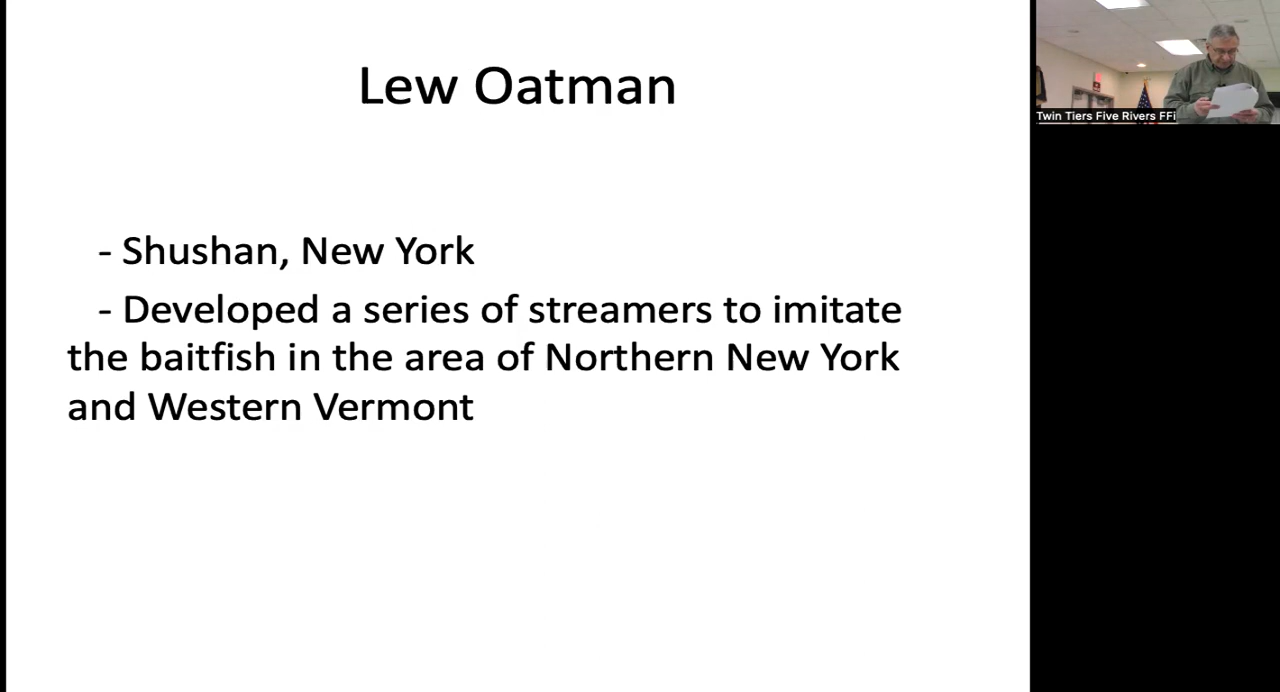 Lew Oatman
- Shushan, New York
- Developed a series of streamers to imitate
the baitfish in the area of Northern New York
and Western Vermont
Twin Tiers Five Rivers FFi